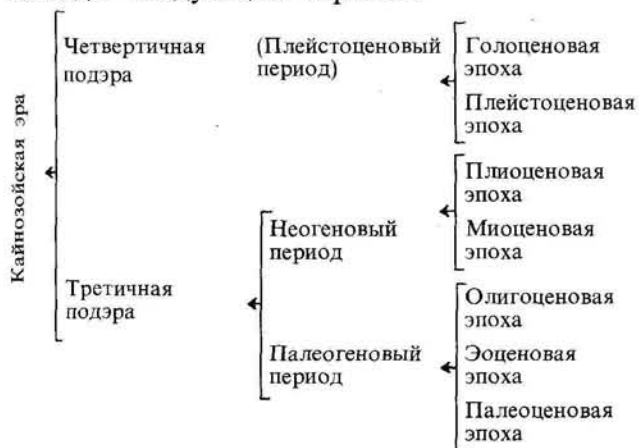 Кайнозойская эра
Четвертичная
подэра
(Плейстоценовый
период)
Голоценовая
эпоха
Плейстоценовая
эпоха
Плиоценовая
эпоха
Миоценовая
эпоха
Неогеновый
период
Третичная
подэра
Палеогеновый
период
Олигоценовая
эпоха
Эоценовая
эпоха
Палеоценовая
эпоха